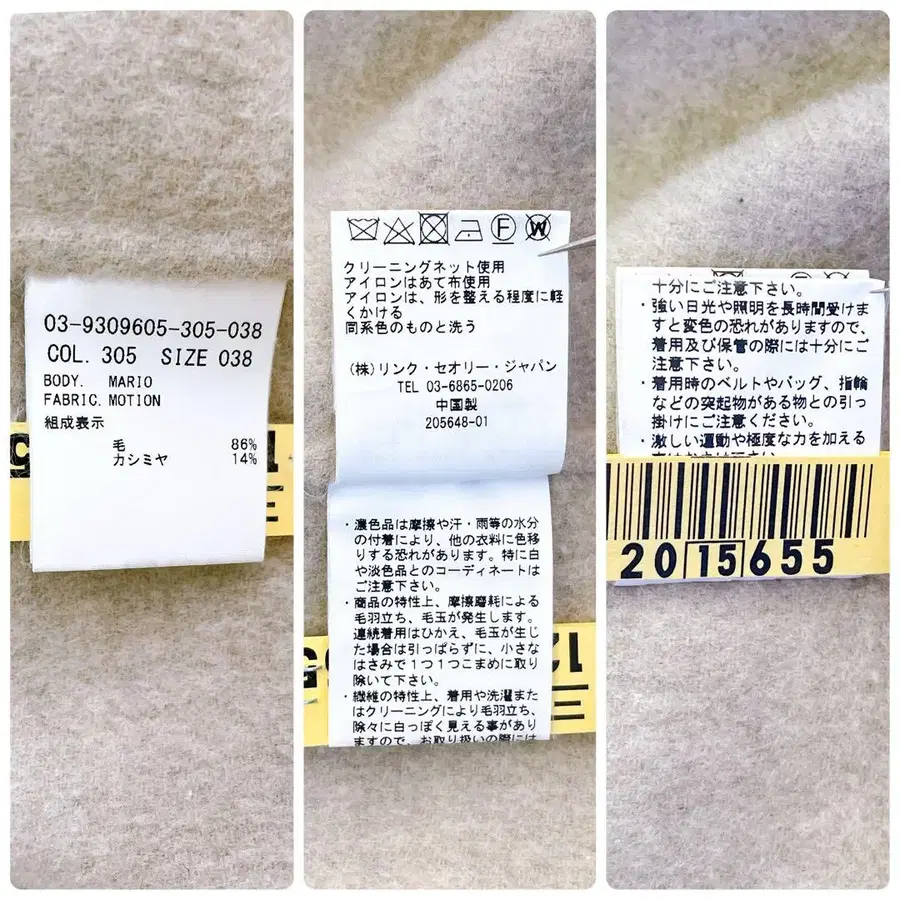 03-9309605-305-038
COL. 305 SIZE 038
BODY. MARIO
FABRIC. MOTION
組成表示
毛 86%
カシミヤ 14%
クリーニングネット使用
アイロンはあて布使用
アイロンは、形を整える程度に軽
くかける
同系色のものと洗う
(株)リンク・セオリー・ジャパン
TEL 03-6865-0206
中国製
205648-01
・濃色品は摩擦や汗・雨等の水分
の付着により、他の衣料に色移
りする恐れがあります。特に白
や淡色品とのコーディネートは
ご注意下さい。
・商品の特性上、摩擦磨耗による
毛羽立ち、毛玉が発生します。
連続着用はひかえ、毛玉が生じ
た場合は引っぱらずに、小さな
はさみで1つ1つこまめに取り
除いて下さい。
・繊維の特性上、着用や洗濯また
はクリーニングにより毛羽立ち、
除々に白っぽく見える事があり
ますので、お取り扱いの際には
十分にご注意下さい。
・強い日光や照明を長時間受けま
すと変色の恐れがありますので、
着用及び保管の際には十分にご
注意下さい。
・着用時のベルトやバッグ、指輪
などの突起物がある物との引っ
掛けにご注意ください。
・激しい運動や極度な力を加える
20 15 655